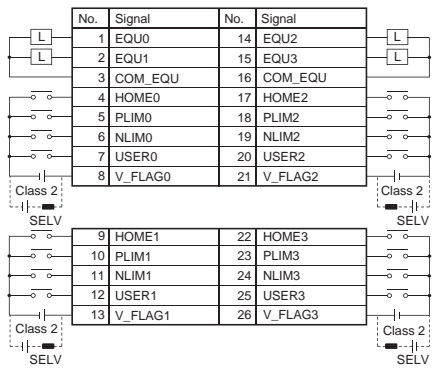 No. Signal No. Signal
L 1 EQU0 14 EQU2 L
L 2 EQU1 15 EQU3 L
3 COM_EQU 16 COM_EQU
4 HOME0 17 HOME2
5 PLIM0 18 PLIM2
6 NLIM0 19 NLIM2
7 USER0 20 USER2
8 V_FLAG0 21 V_FLAG2
Class 2 Class 2
SELV SELV
9 HOME1 22 HOME3
10 PLIM1 23 PLIM3
11 NLIM1 24 NLIM3
12 USER1 25 USER3
13 V_FLAG1 26 V_FLAG3
Class 2 Class 2
SELV SELV